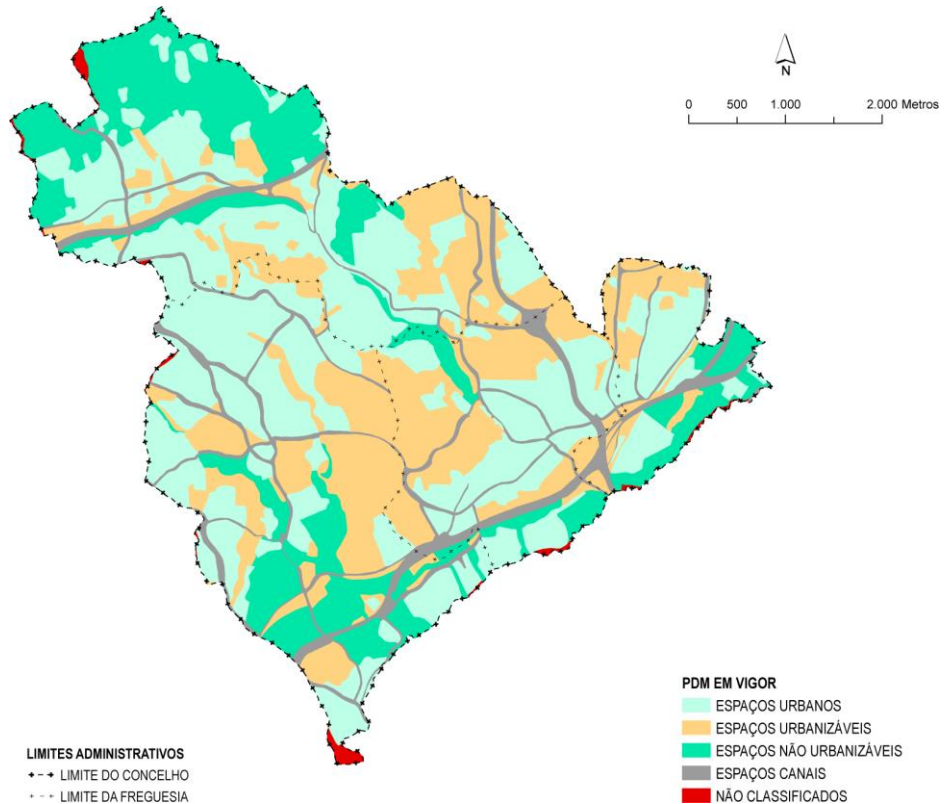 N
0 500 1.000 2.000 Metros
PDM EM VIGOR
ESPAÇOS URBANOS
ESPAÇOS URBANIZÁVEIS
ESPAÇOS NÃO URBANIZÁVEIS
ESPAÇOS CANAIS
NÃO CLASSIFICADOS
LIMITES ADMINISTRATIVOS
LIMITE DO CONCELHO
LIMITE DA FREGUESIA